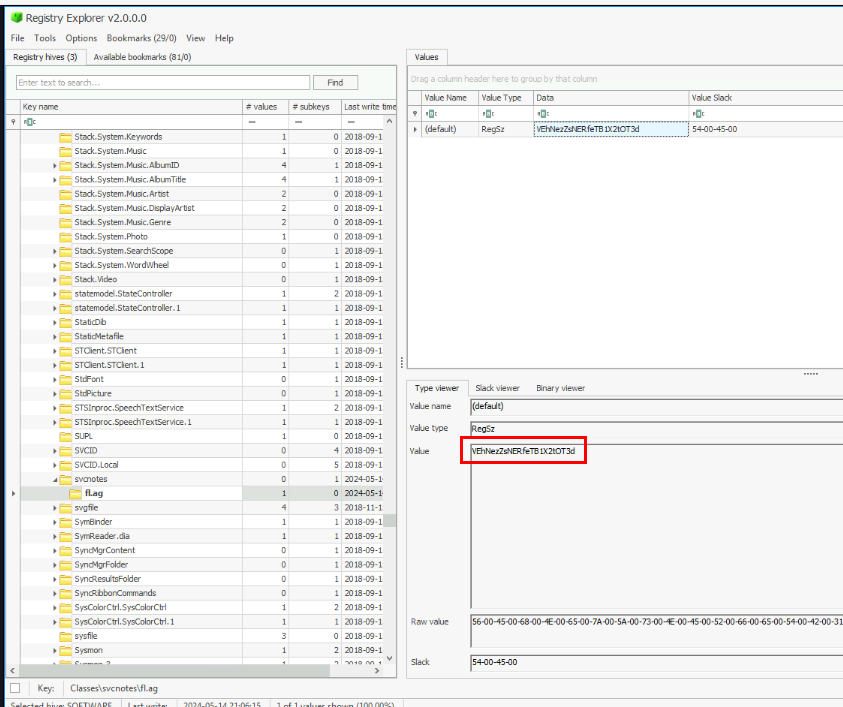 Registry Explorer v2.0.0.0
File Tools Options Bookmarks (29/0) View Help
Registry hives (3) Available bookmarks (81/0)
Enter text to search... Find
Key name # values # subkeys Last write time
Stack.System.Keywords 1 0 2018-09-1
Stack.System.Music 1 0 2018-09-1
Stack.System.Music.AlbumID 4 1 2018-09-1
Stack.System.Music.AlbumTitle 4 1 2018-09-1
Stack.System.Music.Artist 2 0 2018-09-1
Stack.System.Music.DisplayArtist 2 0 2018-09-1
Stack.System.Music.Genre 2 0 2018-09-1
Stack.System.Photo 1 0 2018-09-1
Stack.System.SearchScope 0 1 2018-09-1
Stack.System.WordWheel 0 1 2018-09-1
Stack.Video 0 1 2018-09-1
statemodel.StateController 1 2 2018-09-1
statemodel.StateController.1 1 1 2018-09-1
StaticDib 0 1 2018-09-1
StaticMetafile 0 1 2018-09-1
STClient.STClient 1 1 2018-09-1
STClient.STClient.1 1 1 2018-09-1
StdFont 0 1 2018-09-1
StdPicture 0 1 2018-09-1
STSInproc.SpeechTextService 1 2 2018-09-1
STSInproc.SpeechTextService.1 1 1 2018-09-1
SUPL 1 0 2018-09-1
SVCID 0 4 2018-09-1
SVCID.Local 0 5 2018-09-1
svcnotes 0 1 2024-05-1
fl.ag 1 0 2024-05-1
svgfile 4 3 2018-11-1
SymBinder 1 1 2018-09-1
SymReader.dia 1 1 2018-09-1
SyncMgrContent 0 1 2018-09-1
SyncMgrFolder 0 1 2018-09-1
SyncResultsFolder 0 1 2018-09-1
SyncRibbonCommands 0 1 2018-09-1
SysColorCtrl.SysColorCtrl 1 2 2018-09-1
SysColorCtrl.SysColorCtrl.1 1 1 2018-09-1
sysfile 3 0 2018-09-1
Sysmon 1 2 2018-09-1
Key: Classes\svcnotes\fl.ag
Selected hive: SOFTWARE Last write: 2024-05-14 21:06:15 1 of 1 values shown (100.00%)
Values
Drag a column header here to group by that column
Value Name Value Type Data Value Slack
(default) RegSz VEhNezZsNERfeTB1X2tOT3d 54-00-45-00
Type viewer Slack viewer Binary viewer
Value name (default)
Value type RegSz
Value VEhNezZsNERfeTB1X2tOT3d
Raw value 56-00-45-00-68-00-4E-00-65-00-7A-00-5A-00-73-00-4E-00-45-00-52-00-66-00-65-00-54-00-42-00-31
Slack 54-00-45-00